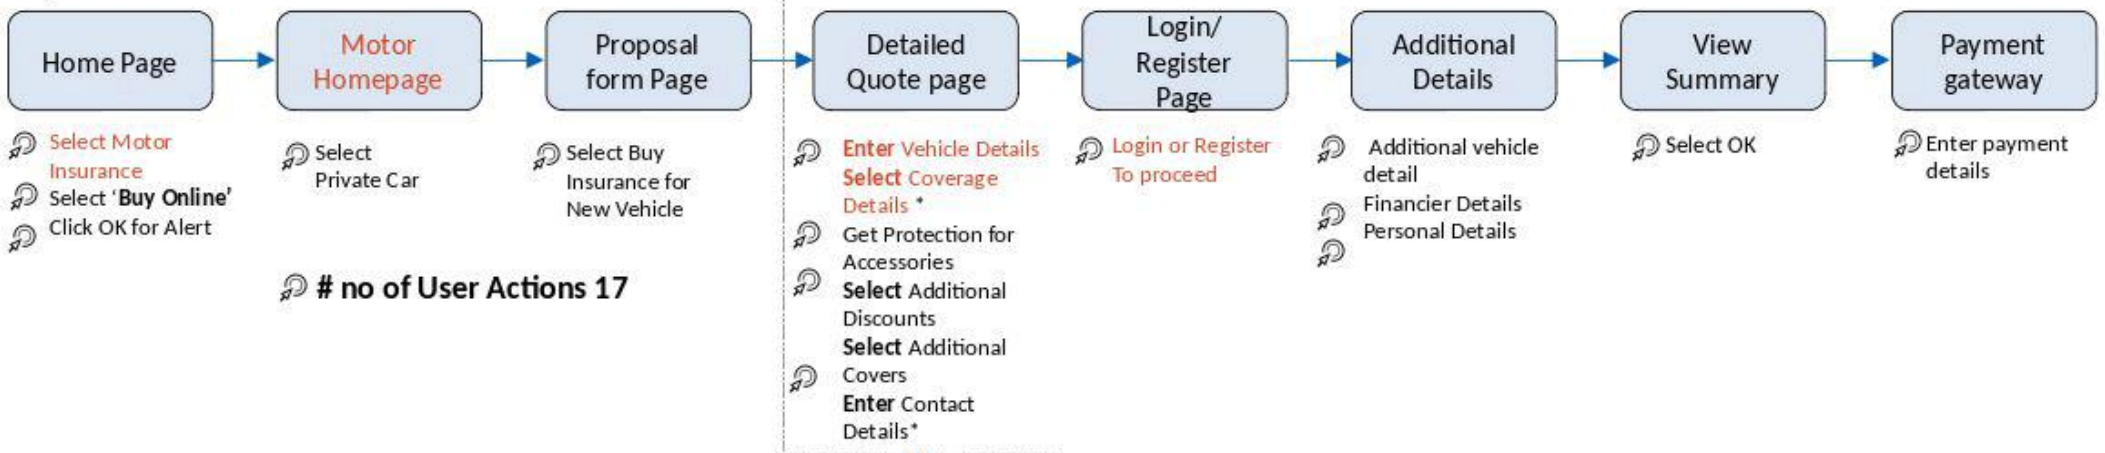 Home Page
Motor
Homepage
Proposal
form Page
Detailed
Quote page
Login/
Register
Page
Additional
Details
View
Summary
Payment
gateway
Select Motor
Insurance
Select ‘Buy Online’
Click OK for Alert
Select
Private Car
Select Buy
Insurance for
New Vehicle
# no of User Actions 17
Enter Vehicle Details
Select Coverage
Details *
Get Protection for
Accessories
Select Additional
Discounts
Select Additional
Covers
Enter Contact
Details*
Login or Register
To proceed
Additional vehicle
detail
Financier Details
Personal Details
Select OK
Enter payment
details